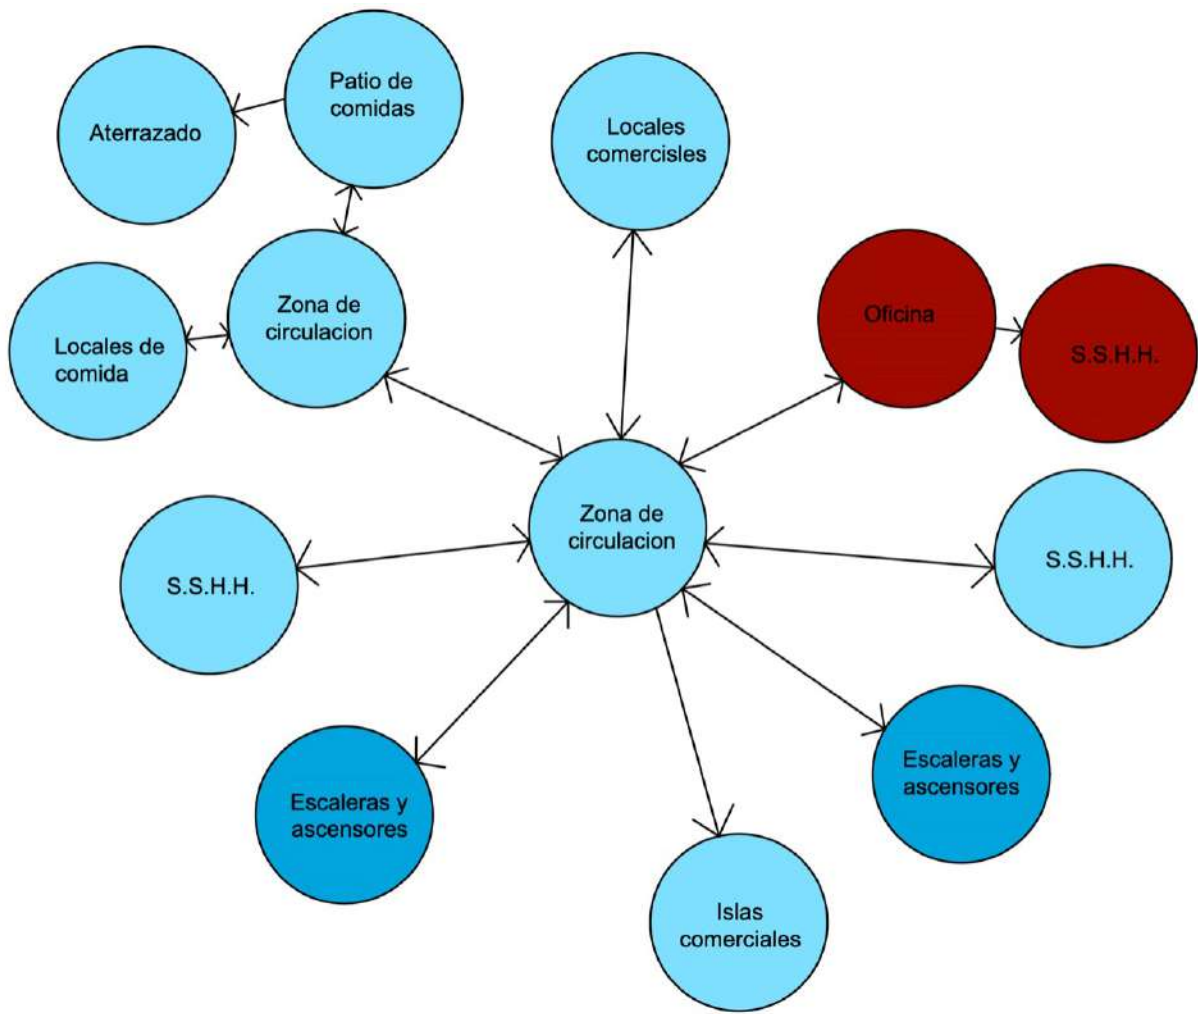 Patio de
comidas
Aterrazado
Locales
comercisles
Zona de
circulacion
Oficina
S.S.H.H.
Locales de
comida
Zona de
circulacion
S.S.H.H.
S.S.H.H.
Escaleras y
ascensores
Escaleras y
ascensores
Islas
comerciales